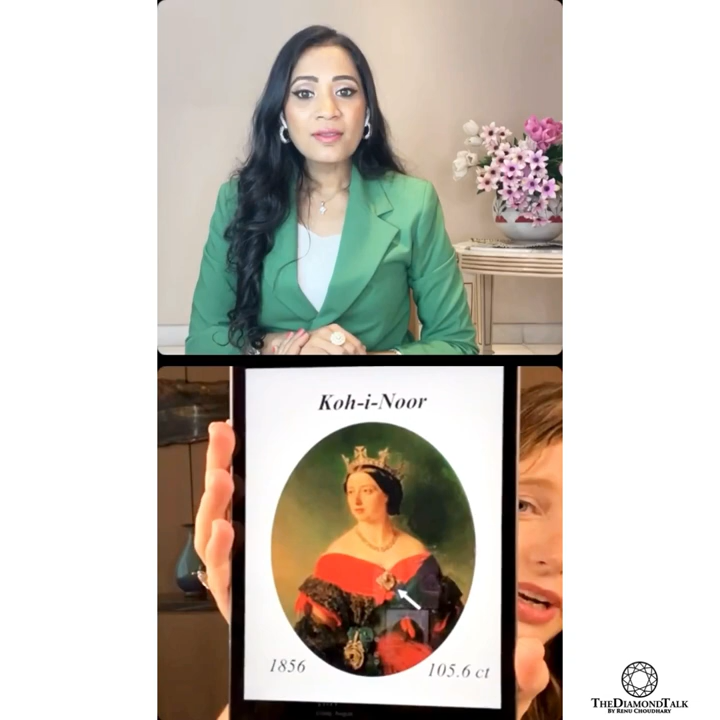 Koh-i-Noor
1856
105.6 ct
THEDIAMONDTALK
BY RENU CHOUDHARY